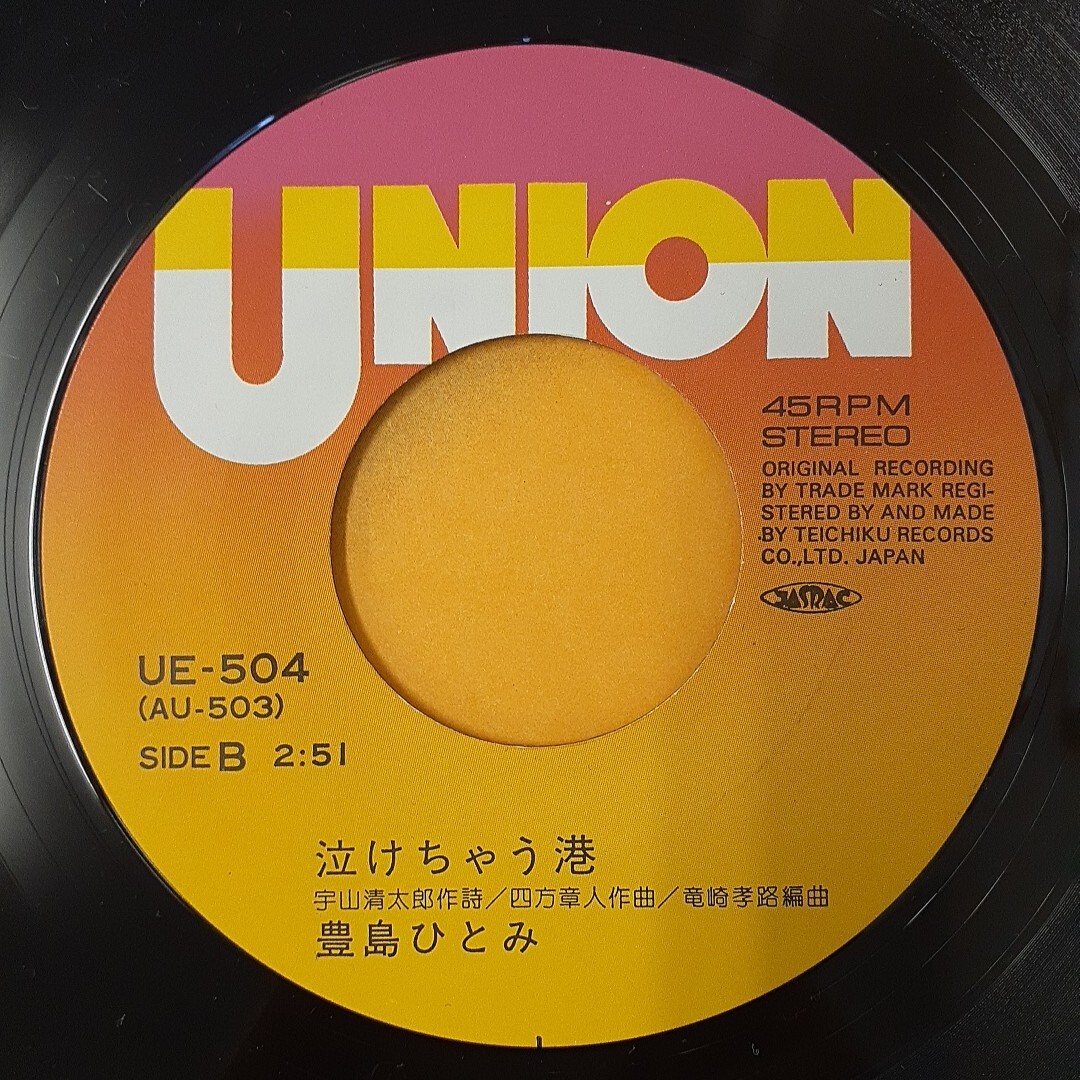 UNION
45RPM
STEREO
ORIGINAL RECORDING
BY TRADE MARK REGI-
STERED BY AND MADE
BY TEICHIKU RECORDS
CO.,LTD. JAPAN
JASRAC
UE-504
(AU-503)
SIDE B 2:51
泣けちゃう港
宇山清太郎作詩/四方章人作曲/竜崎孝路編曲
豊島ひとみ